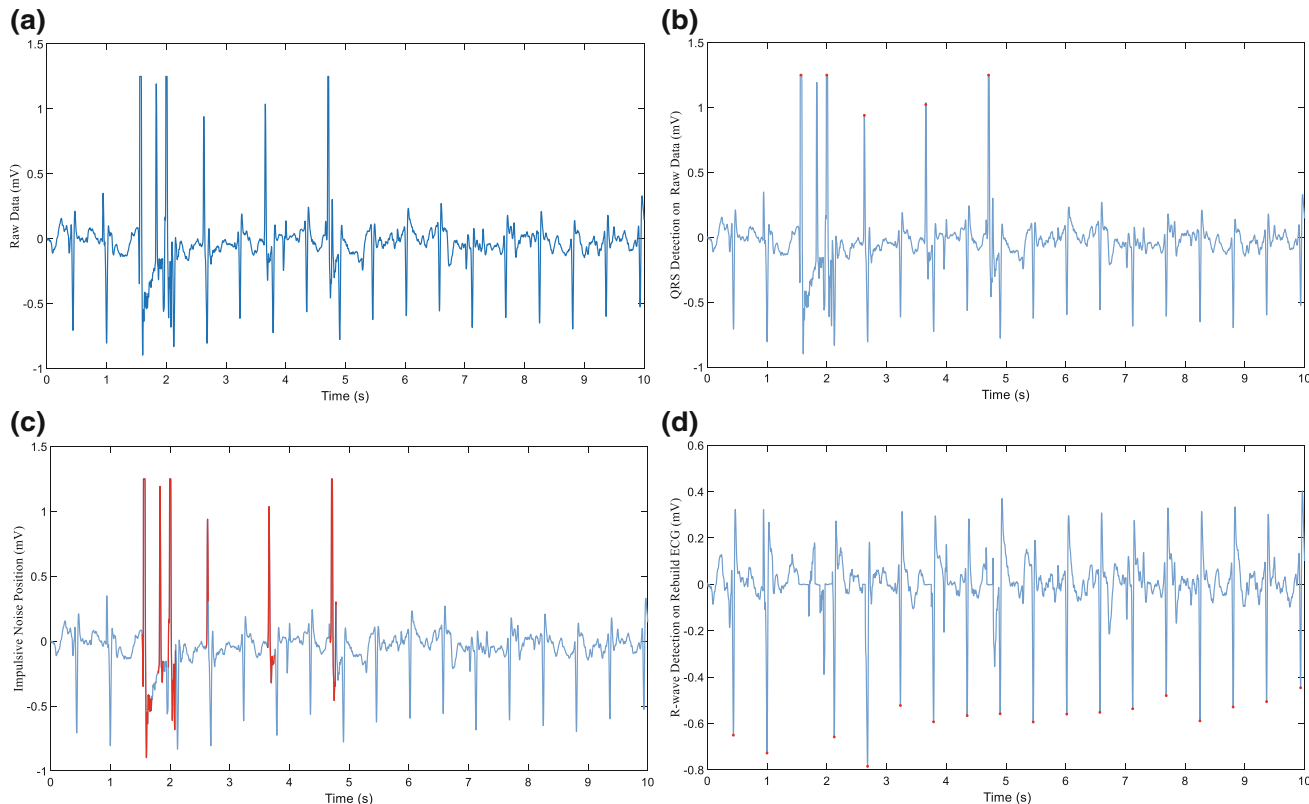 (a)
1.5
1
0.5
0
-0.5
-1
Raw Data (mV)
0 1 2 3 4 5 6 7 8 9 10
Time (s)
(b)
1.5
1
0.5
0
-0.5
-1
QRS Detection on Raw Data (mV)
0 1 2 3 4 5 6 7 8 9 10
Time (s)
(c)
1.5
1
0.5
0
-0.5
-1
Impulsive Noise Position (mV)
0 1 2 3 4 5 6 7 8 9 10
Time (s)
(d)
0.6
0.4
0.2
0
-0.2
-0.4
-0.6
-0.8
R-wave Detection on Rebuild ECG (mV)
0 1 2 3 4 5 6 7 8 9 10
Time (s)